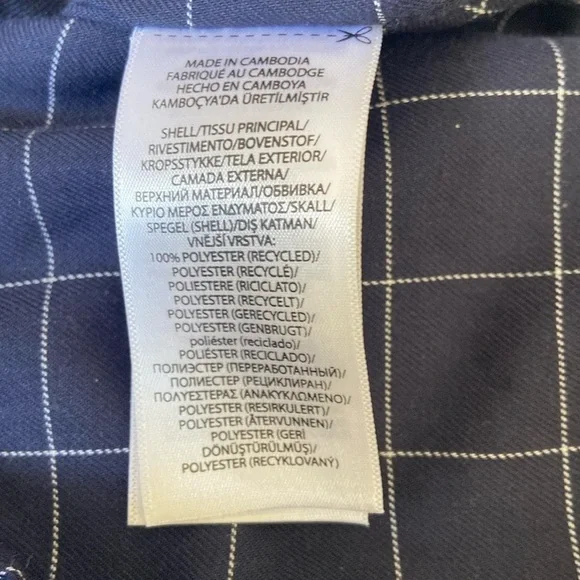 MADE IN CAMBODIA
FABRIQUÉ AU CAMBODGE
HECHO EN CAMBOYA
KAMBOÇYA'DA ÜRETİLMİŞTİR
SHELL/TISSU PRINCIPAL/
RIVESTIMENTO/BOVENSTOF/
KROPSSTYKKE/TELA EXTERIOR/
CAMADA EXTERNA/
ВЕРХНИЙ МАТЕРИАЛ/ОБВИВКА/
ΚΥΡΙΟ ΜΕΡΟΣ ΕΝΔΥΜΑΤΟΣ/SKALL/
SPEGEL (SHELL)/DIŞ KATMAN/
VNĚJŠÍ VRSTVA:
100% POLYESTER (RECYCLED)/
POLYESTER (RECYCLÉ)/
POLIESTERE (RICICLATO)/
POLYESTER (RECYCELT)/
POLYESTER (GERECYCLED)/
POLYESTER (GENBRUGT)/
poliéster (reciclado)/
POLIÉSTER (RECICLADO)/
ПОЛИЭСТЕР (ПЕРЕРАБОТАННЫЙ)/
ПОЛИЕСТЕР (РЕЦИКЛИРАН)/
ΠΟΛΥΕΣΤΕΡΑΣ (ΑΝΑΚΥΚΛΩΜΕΝΟ)/
POLYESTER (RESIRKULERT)/
POLYESTER (ÅTERVUNNEN)/
POLYESTER (GERİ
DÖNÜŞTÜRÜLMÜŞ)/
POLYESTER (RECYKLOVANÝ)